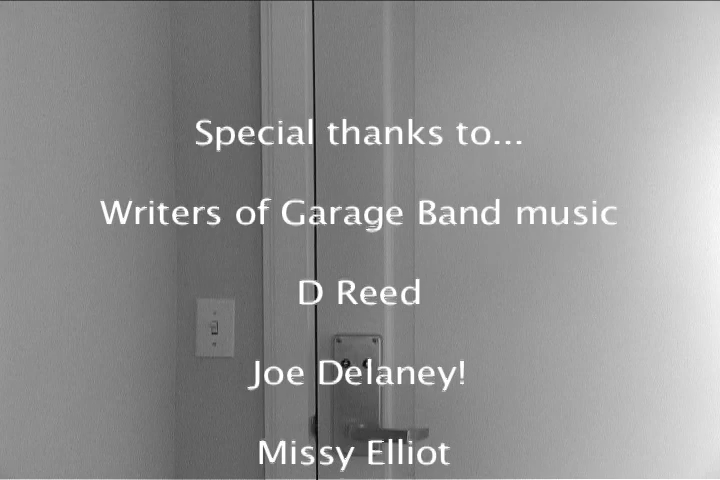 Special thanks to...
Writers of Garage Band music
D Reed
Joe Delaney!
Missy Elliot